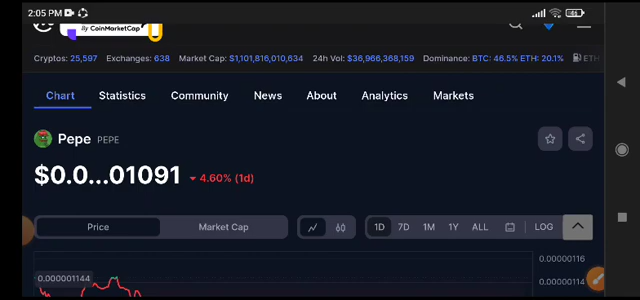 2:05 PM
By CoinMarketCap
Cryptos: 25,597 Exchanges: 638 Market Cap: $1,101,816,010,634 24h Vol: $36,966,368,159 Dominance: BTC: 46.5% ETH: 20.1% ETH
Chart Statistics Community News About Analytics Markets
Pepe PEPE
$0.0...01091 4.60% (1d)
Price Market Cap 1D 7D 1M 1Y ALL LOG
0.00000116
0.000001144
0.00000114